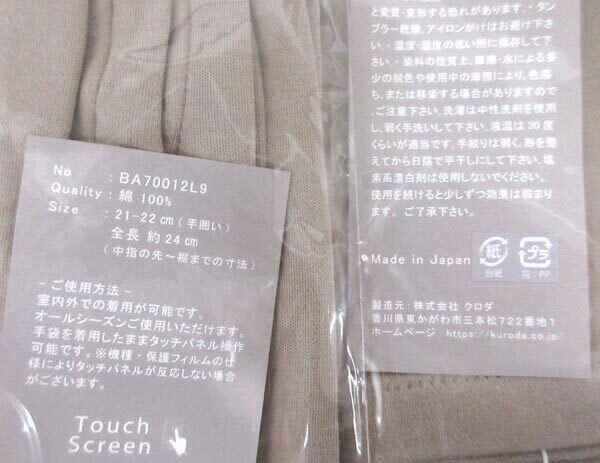 No : BA70012L9
Quality : 綿 100%
Size : 21-22cm (手囲い)
全長 約24cm
(中指の先〜裾までの寸法)
- ご使用方法 -
室内外での着用が可能です。
オールシーズンご使用いただけます。
手袋を着用したままタッチパネル操作
可能です。※機種・保護フィルムの仕
様によりタッチパネルが反応しない場合
がございます。
Touch
Screen
と変質・変形する恐れがあります。・タン
ブラー乾燥、アイロンがけはお避け下さ
い。・温度・湿度の低い所に保存して下さ
い。・染料の性質上、摩擦・水による多
少の脱色や使用中の摩擦により、色落
ち、または移染する場合がありますので、
ご注意下さい。洗濯は中性洗剤を使用
し、弱く手洗いして下さい。液温は30度
くらいが適当です。手絞りは弱く、形を整
えてから日陰で平干しにして下さい。塩
素系漂白剤は使用しないでください。
使用を続けると少しずつ効果は弱まりま
す。ご了承下さい。
Made in Japan
紙
台紙
プラ
袋:PP
製造元:株式会社 クロダ
香川県東かがわ市三本松722番地1
ホームページ:https://kuroda.co.jp